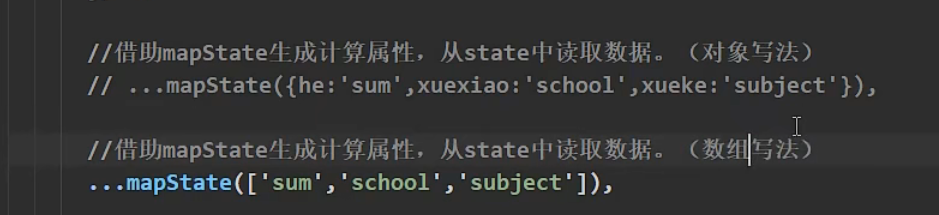 //借助mapState生成计算属性，从state中读取数据。（对象写法）
// ...mapState({he:'sum',xuexiao:'school',xueke:'subject'}),
//借助mapState生成计算属性，从state中读取数据。（数组写法）
...mapState(['sum','school','subject']),